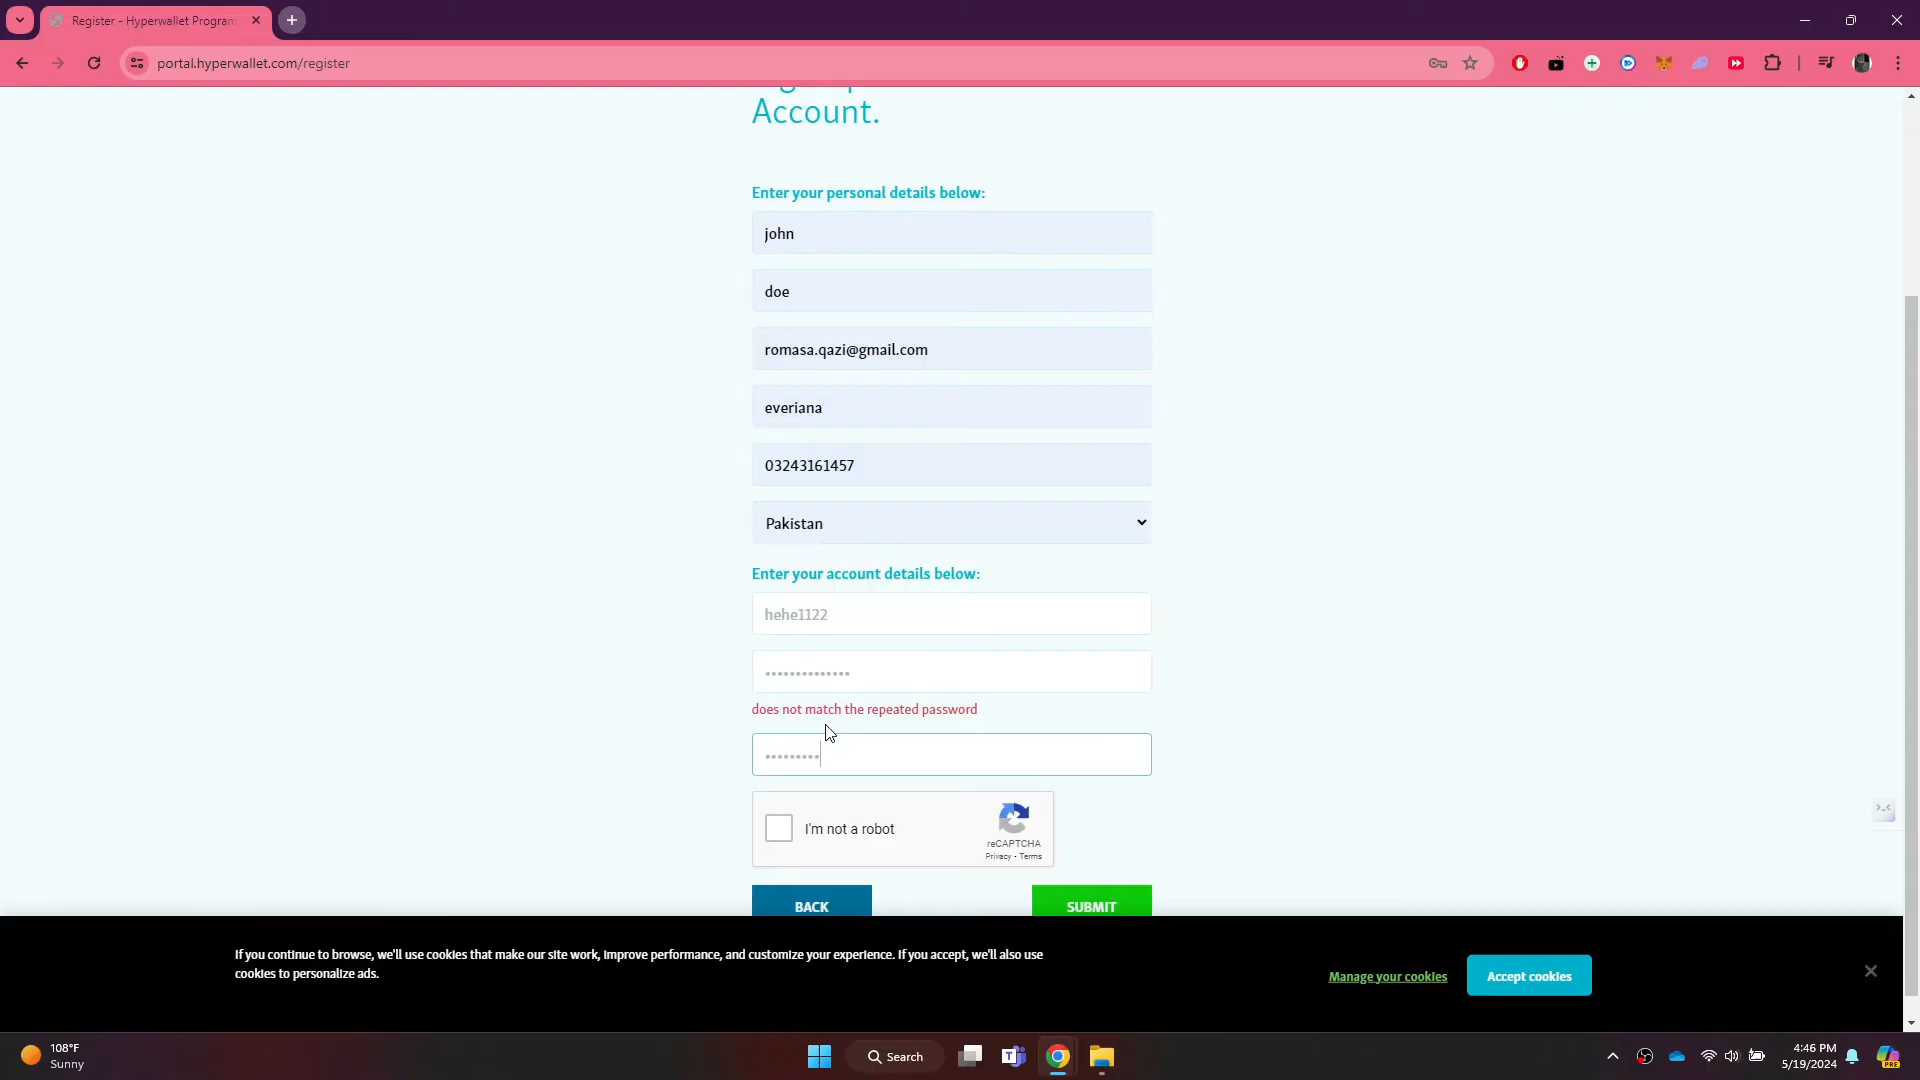 Register - Hyperwallet Program
portal.hyperwallet.com/register
Account.
Enter your personal details below:
john
doe
romasa.qazi@gmail.com
everiana
03243161457
Pakistan
Enter your account details below:
hehe1122
••••••••••••••
does not match the repeated password
•••••••••
I'm not a robot
reCAPTCHA
Privacy - Terms
BACK
SUBMIT
If you continue to browse, we'll use cookies that make our site work, improve performance, and customize your experience. If you accept, we'll also use
cookies to personalize ads.
Manage your cookies
Accept cookies
108°F
Sunny
Search
4:46 PM
5/19/2024